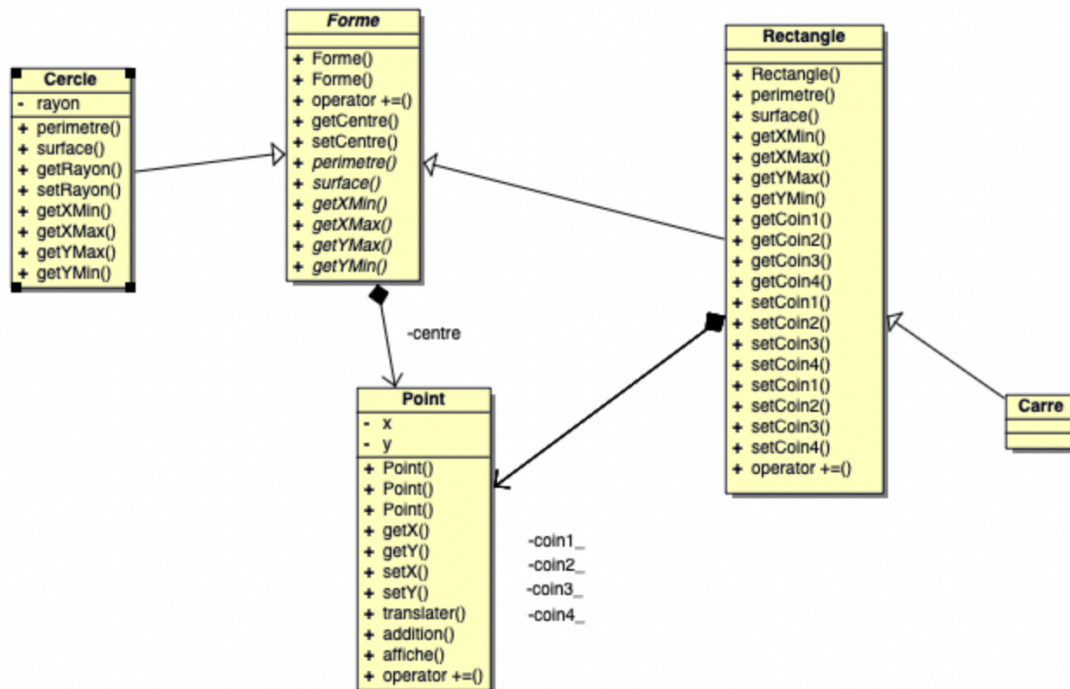 Cercle
- rayon
+ perimetre()
+ surface()
+ getRayon()
+ setRayon()
+ getXMin()
+ getXMax()
+ getYMax()
+ getYMin()
Forme
+ Forme()
+ Forme()
+ operator +=()
+ getCentre()
+ setCentre()
+ perimetre()
+ surface()
+ getXMin()
+ getXMax()
+ getYMax()
+ getYMin()
-centre
Point
- x
- y
+ Point()
+ Point()
+ Point()
+ getX()
+ getY()
+ setX()
+ setY()
+ translater()
+ addition()
+ affiche()
+ operator +=()
-coin1_
-coin2_
-coin3_
-coin4_
Rectangle
+ Rectangle()
+ perimetre()
+ surface()
+ getXMin()
+ getXMax()
+ getYMax()
+ getYMin()
+ getCoin1()
+ getCoin2()
+ getCoin3()
+ getCoin4()
+ setCoin1()
+ setCoin2()
+ setCoin3()
+ setCoin4()
+ setCoin1()
+ setCoin2()
+ setCoin3()
+ setCoin4()
+ operator +=()
Carre